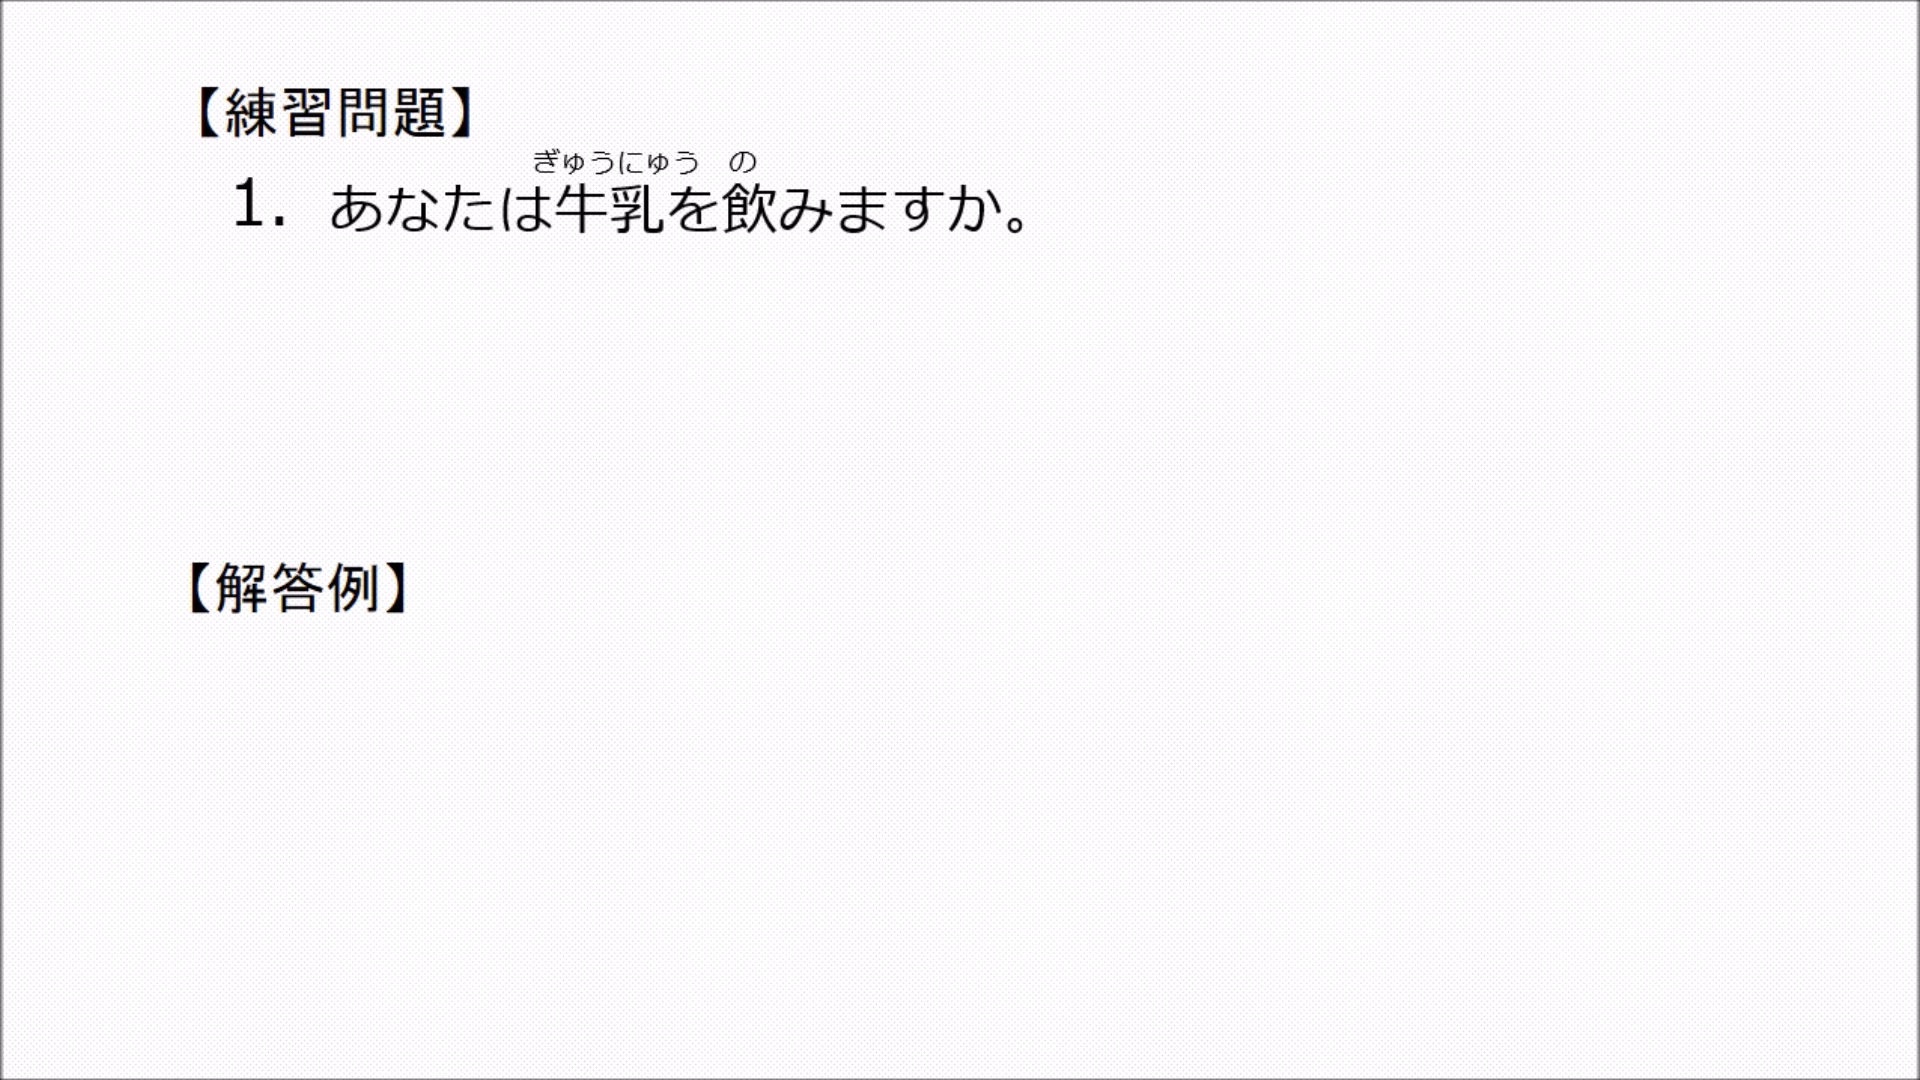 【練習問題】
ぎゅうにゅう の
1. あなたは牛乳を飲みますか。
【解答例】